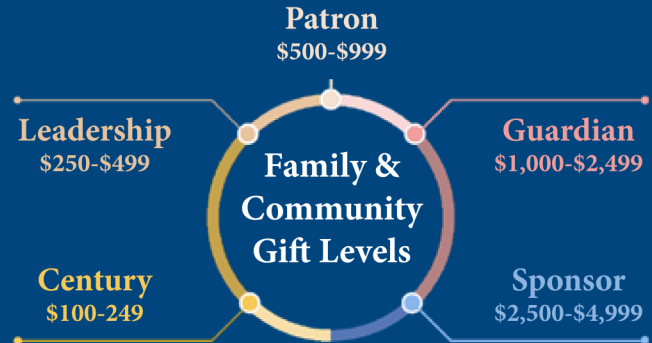 Patron
$500-$999
Leadership
$250-$499
Guardian
$1,000-$2,499
Family &
Community
Gift Levels
Century
$100-249
Sponsor
$2,500-$4,999